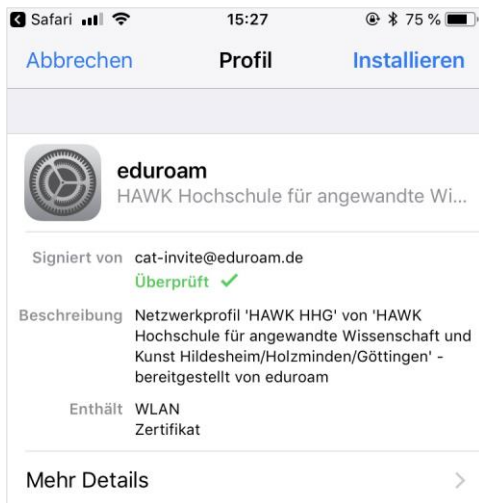 Safari 15:27 75 %
Abbrechen Profil Installieren
eduroam
HAWK Hochschule für angewandte Wi...
Signiert von cat-invite@eduroam.de
Überprüft ✓
Beschreibung Netzwerkprofil 'HAWK HHG' von 'HAWK
Hochschule für angewandte Wissenschaft und
Kunst Hildesheim/Holzminden/Göttingen' -
bereitgestellt von eduroam
Enthält WLAN
Zertifikat
Mehr Details